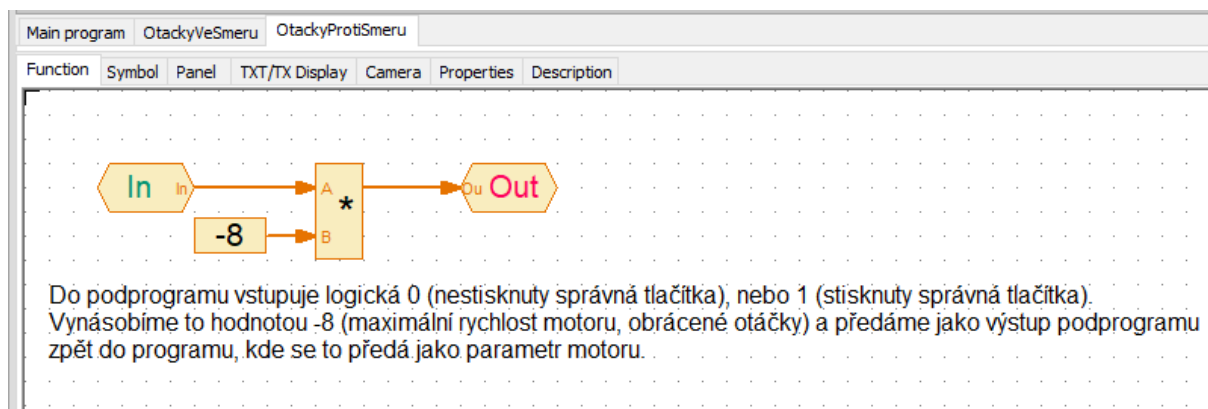 Main program OtackyVeSmeru OtackyProtiSmeru
Function Symbol Panel TXT/TX Display Camera Properties Description
In In A * Ou Out
-8 B
Do podprogramu vstupuje logická 0 (nestisknuty správná tlačítka), nebo 1 (stisknuty správná tlačítka).
Vynásobíme to hodnotou -8 (maximální rychlost motoru, obrácené otáčky) a předáme jako výstup podprogramu
zpět do programu, kde se to předá jako parametr motoru.